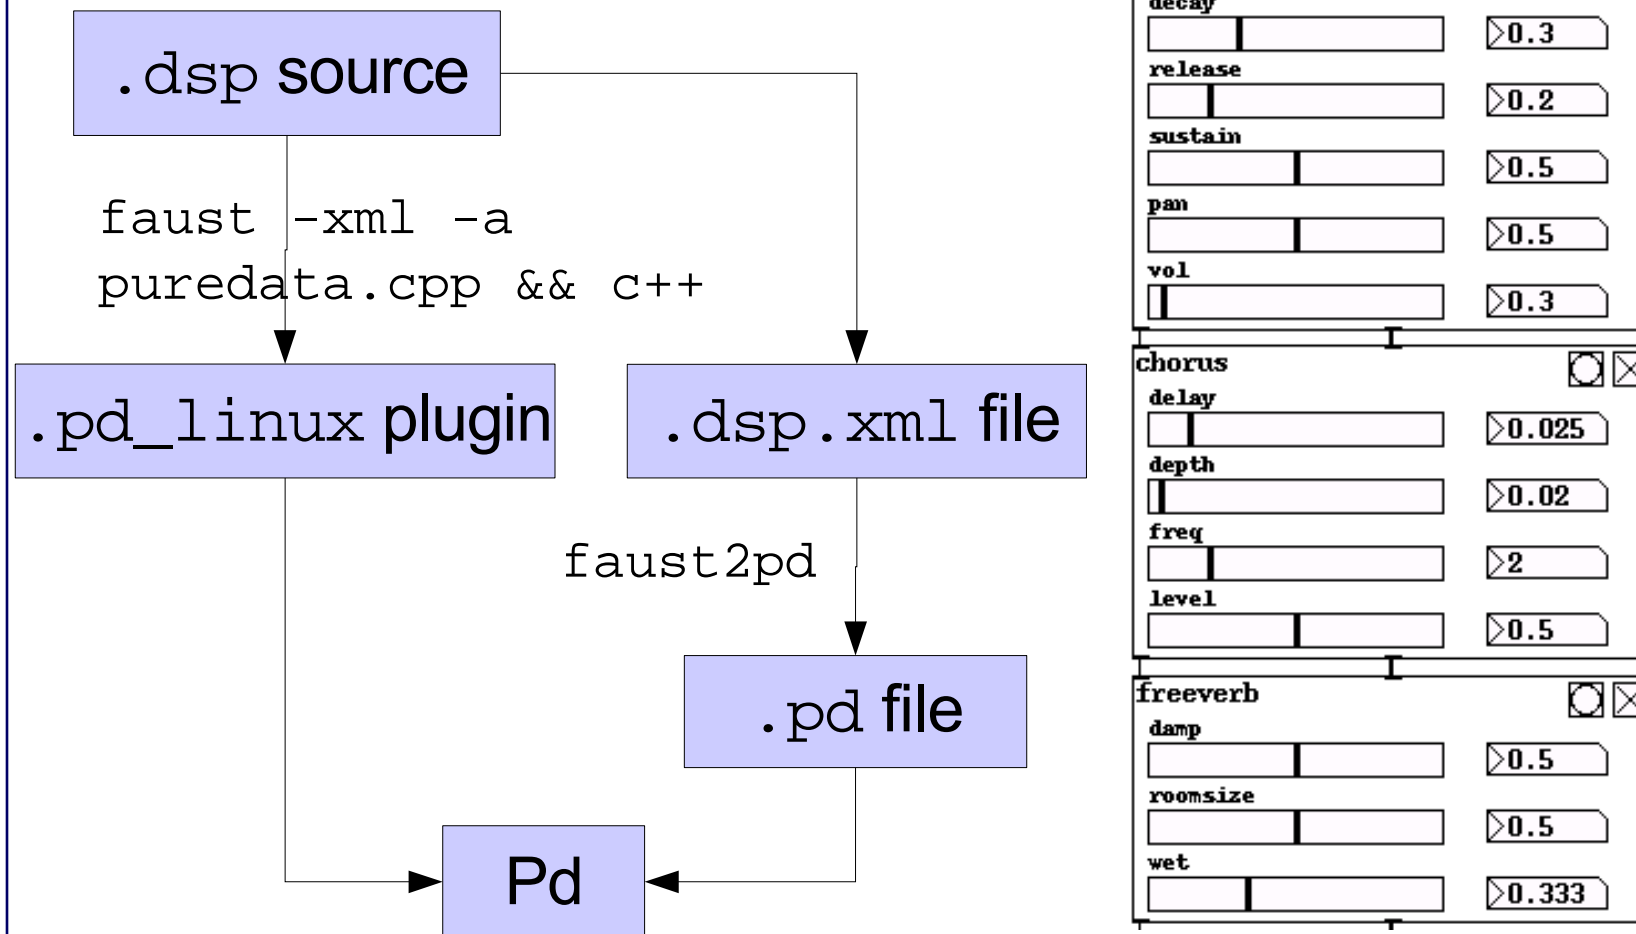 .dsp source
faust -xml -a
puredata.cpp && c++
.pd_linux plugin
.dsp.xml file
faust2pd
.pd file
Pd
decay
0.3
release
0.2
sustain
0.5
pan
0.5
vol
0.3
chorus
delay
0.025
depth
0.02
freq
2
level
0.5
freeverb
damp
0.5
roomsize
0.5
wet
0.333